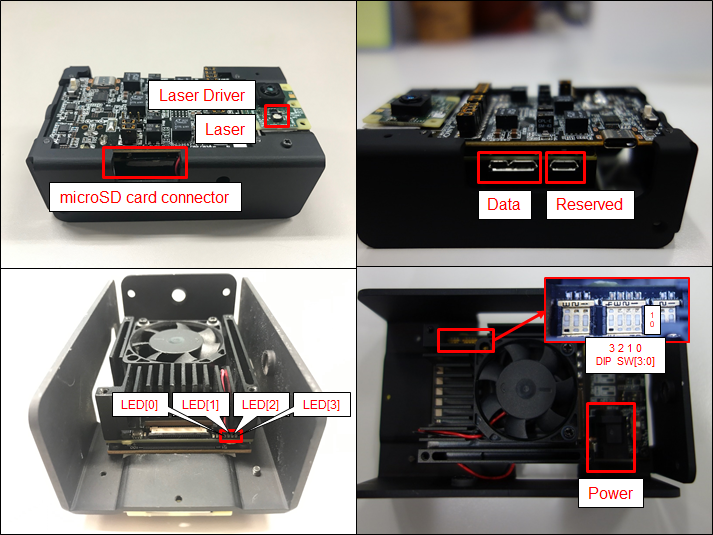 Laser Driver
Laser
microSD card connector
Data
Reserved
LED[0]
LED[1]
LED[2]
LED[3]
1
0
3 2 1 0
DIP SW[3:0]
Power